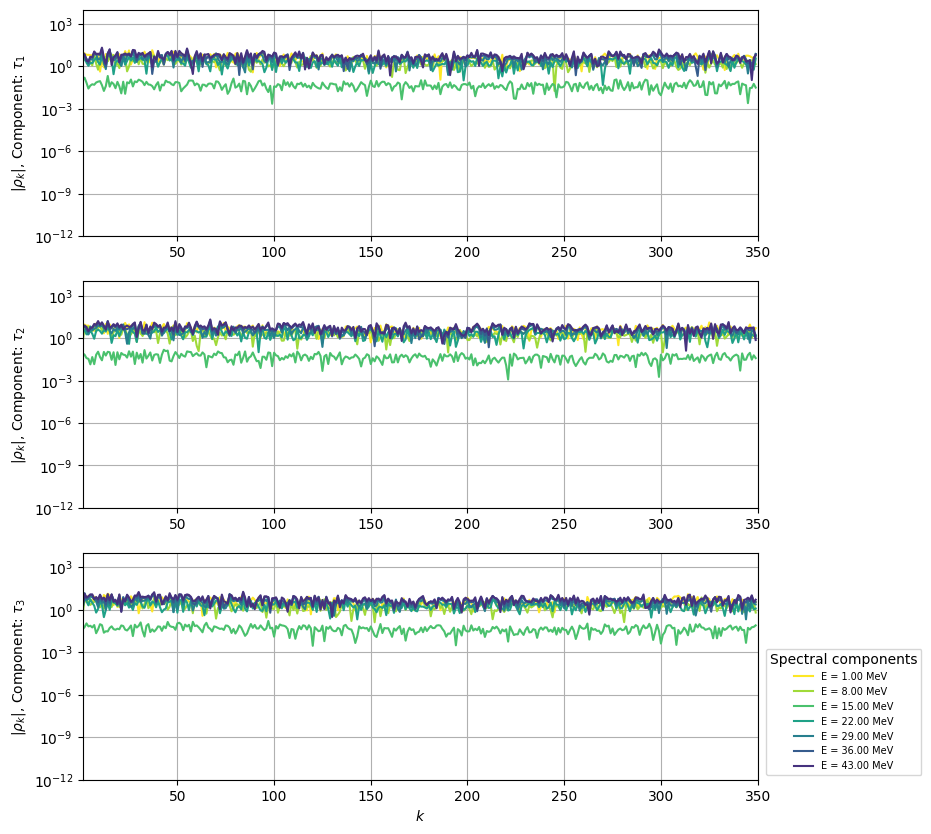 10³
10⁰
10⁻³
10⁻⁶
10⁻⁹
10⁻¹²
|ρₖ|, Component: τ₁
50 100 150 200 250 300 350
10³
10⁰
10⁻³
10⁻⁶
10⁻⁹
10⁻¹²
|ρₖ|, Component: τ₂
50 100 150 200 250 300 350
10³
10⁰
10⁻³
10⁻⁶
10⁻⁹
10⁻¹²
|ρₖ|, Component: τ₃
50 100 150 200 250 300 350
k
Spectral components
E = 1.00 MeV
E = 8.00 MeV
E = 15.00 MeV
E = 22.00 MeV
E = 29.00 MeV
E = 36.00 MeV
E = 43.00 MeV